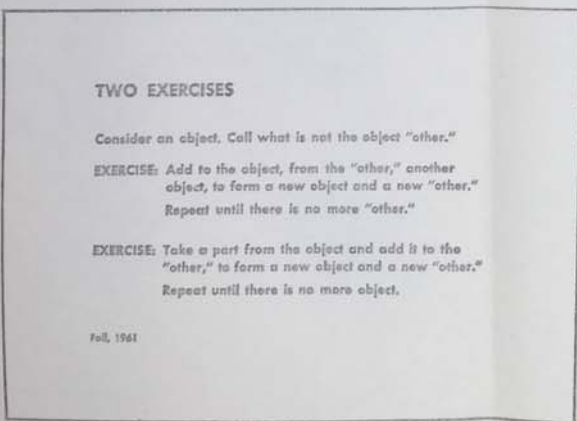 TWO EXERCISES
Consider an object. Call what is not the object "other."
EXERCISE: Add to the object, from the "other," another
object, to form a new object and a new "other."
Repeat until there is no more "other."
EXERCISE: Take a part from the object and add it to the
"other," to form a new object and a new "other."
Repeat until there is no more object.
Fall, 1961